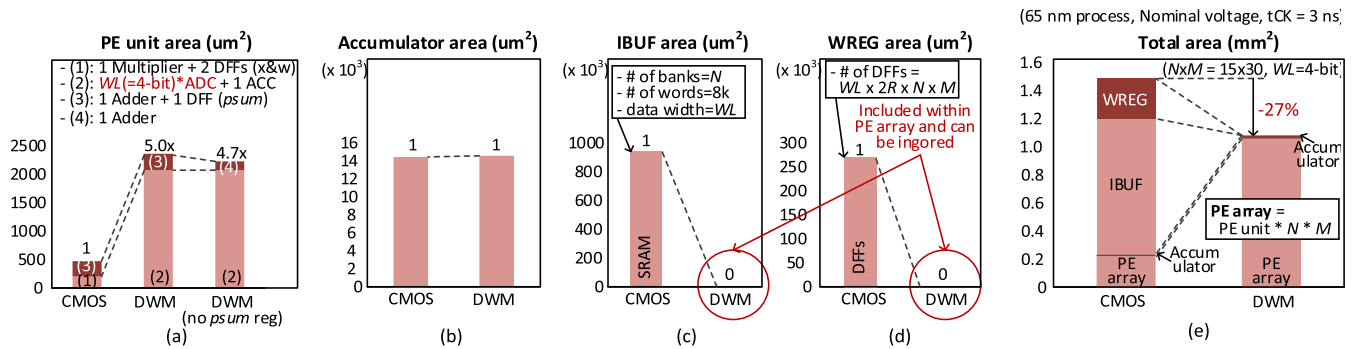 (65 nm process, Nominal voltage, tCK = 3 ns)
PE unit area (um²)
- (1): 1 Multiplier + 2 DFFs (x&w)
- (2): WL(=4-bit)*ADC + 1 ACC
- (3): 1 Adder + 1 DFF (psum)
- (4): 1 Adder
2500
2000
1500
1000
500
0
5.0x
4.7x
1
(3)
(4)
(3)
(1)
(2)
(2)
CMOS
DWM
DWM
(no psum reg)
(a)
Accumulator area (um²)
(x 10³)
16
14
12
10
8
6
4
2
0
1
1
CMOS
DWM
(b)
IBUF area (um²)
(x 10³)
- # of banks=N
- # of words=8k
- data width=WL
1000
800
600
400
200
0
1
SRAM
0
CMOS
DWM
(c)
Included within
PE array and can
be ingored
WREG area (um²)
(x 10³)
- # of DFFs =
WL x 2R x N x M
300
250
200
150
100
50
0
1
DFFs
0
CMOS
DWM
(d)
Total area (mm²)
(NxM = 15x30, WL=4-bit)
1.6
1.4
1.2
1.0
0.8
0.6
0.4
0.2
0
WREG
IBUF
PE
array
-27%
Accum
ulator
PE array =
PE unit * N * M
Accum
ulator
PE
array
CMOS
DWM
(e)